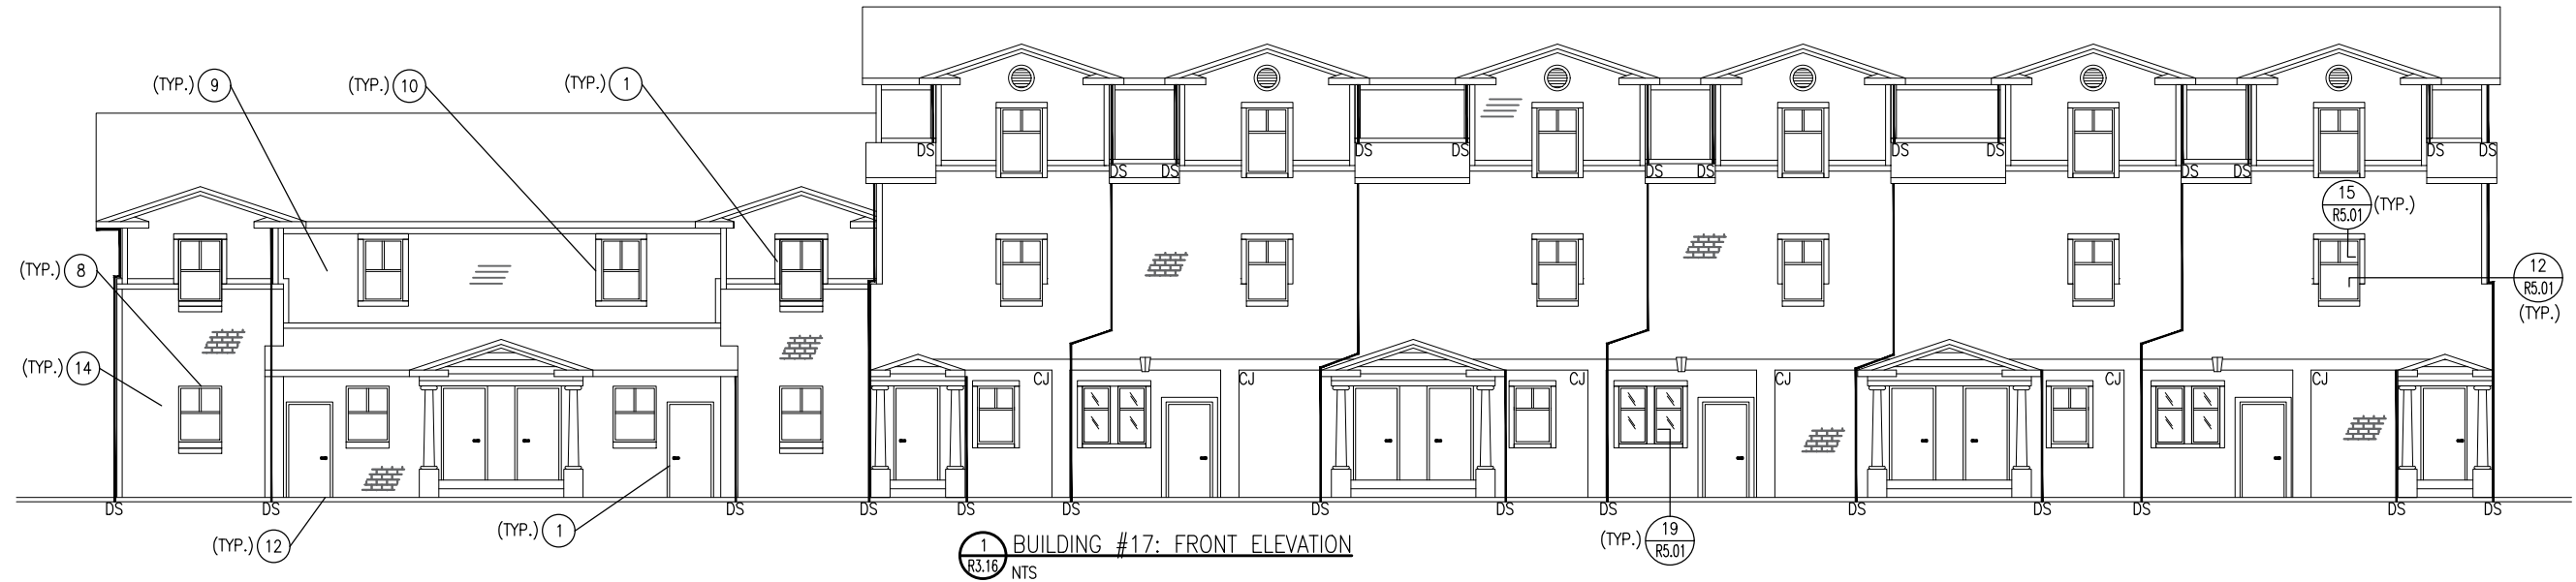 (TYP.) 9
(TYP.) 10
(TYP.) 1
DS
DS DS
DS DS
DS DS
DS DS
DS DS
DS DS
15
R5.01
(TYP.)
(TYP.) 8
12
R5.01
(TYP.)
(TYP.) 14
CJ CJ CJ CJ CJ CJ
DS DS DS DS DS DS DS DS DS DS DS DS DS DS
(TYP.) 12
(TYP.) 1
1
R3.16
BUILDING #17: FRONT ELEVATION
NTS
(TYP.)
19
R5.01